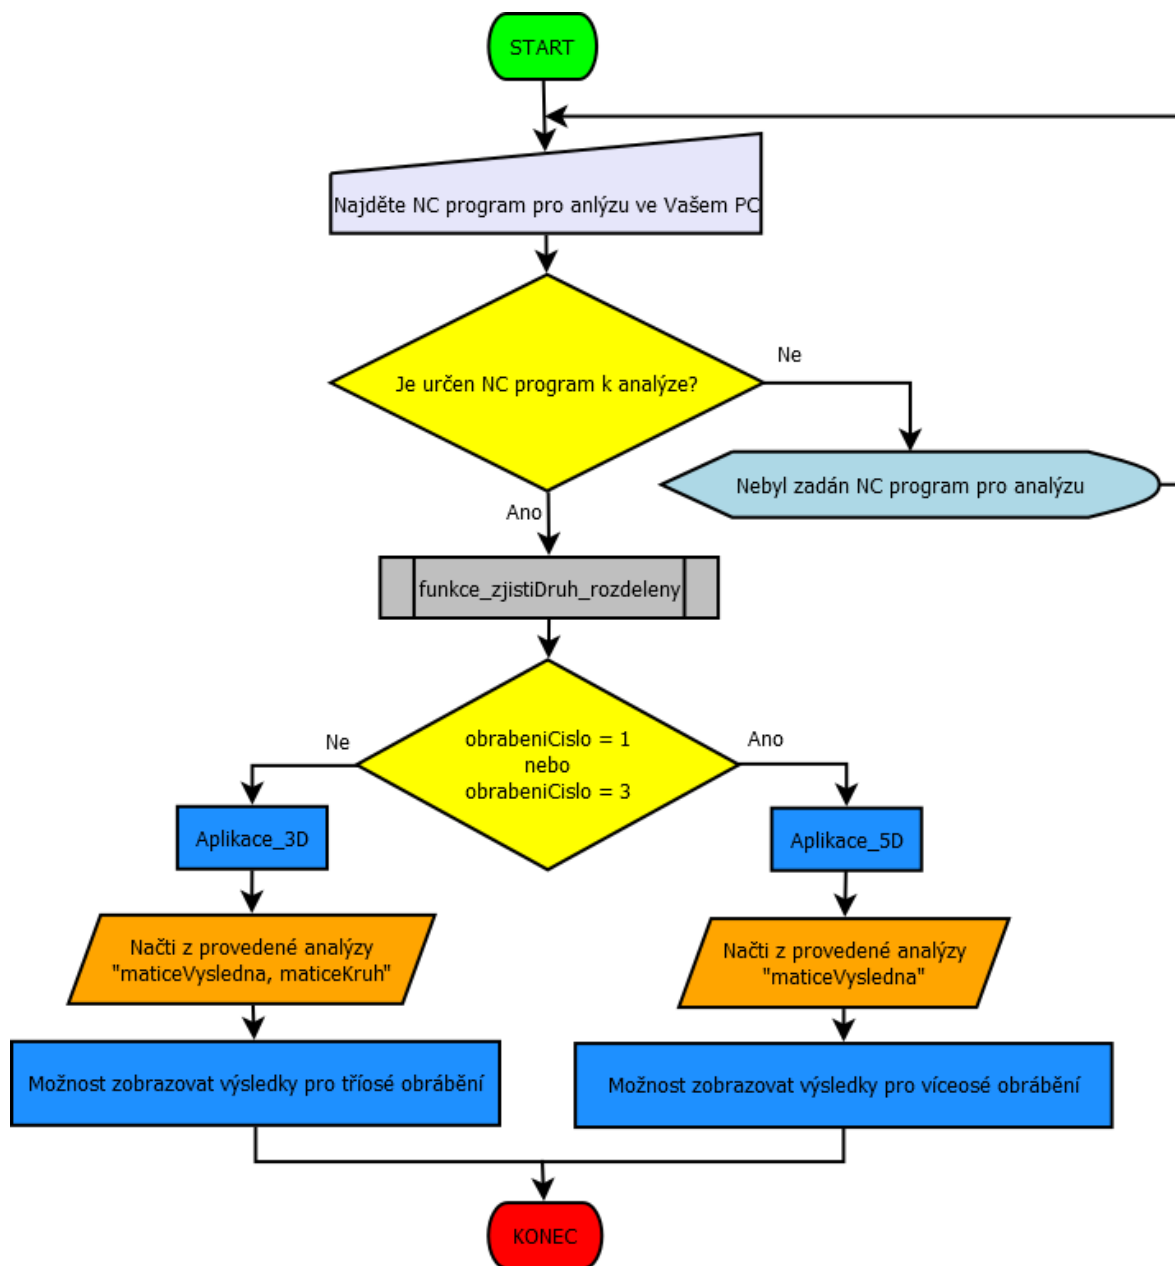 START
Najděte NC program pro anlýzu ve Vašem PC
Je určen NC program k analýze?
Ne
Nebyl zadán NC program pro analýzu
Ano
funkce_zjistiDruh_rozdeleny
obrabeniCislo = 1
nebo
obrabeniCislo = 3
Ne
Ano
Aplikace_3D
Aplikace_5D
Načti z provedené analýzy
"maticeVysledna, maticeKruh"
Načti z provedené analýzy
"maticeVysledna"
Možnost zobrazovat výsledky pro tříosé obrábění
Možnost zobrazovat výsledky pro víceosé obrábění
KONEC